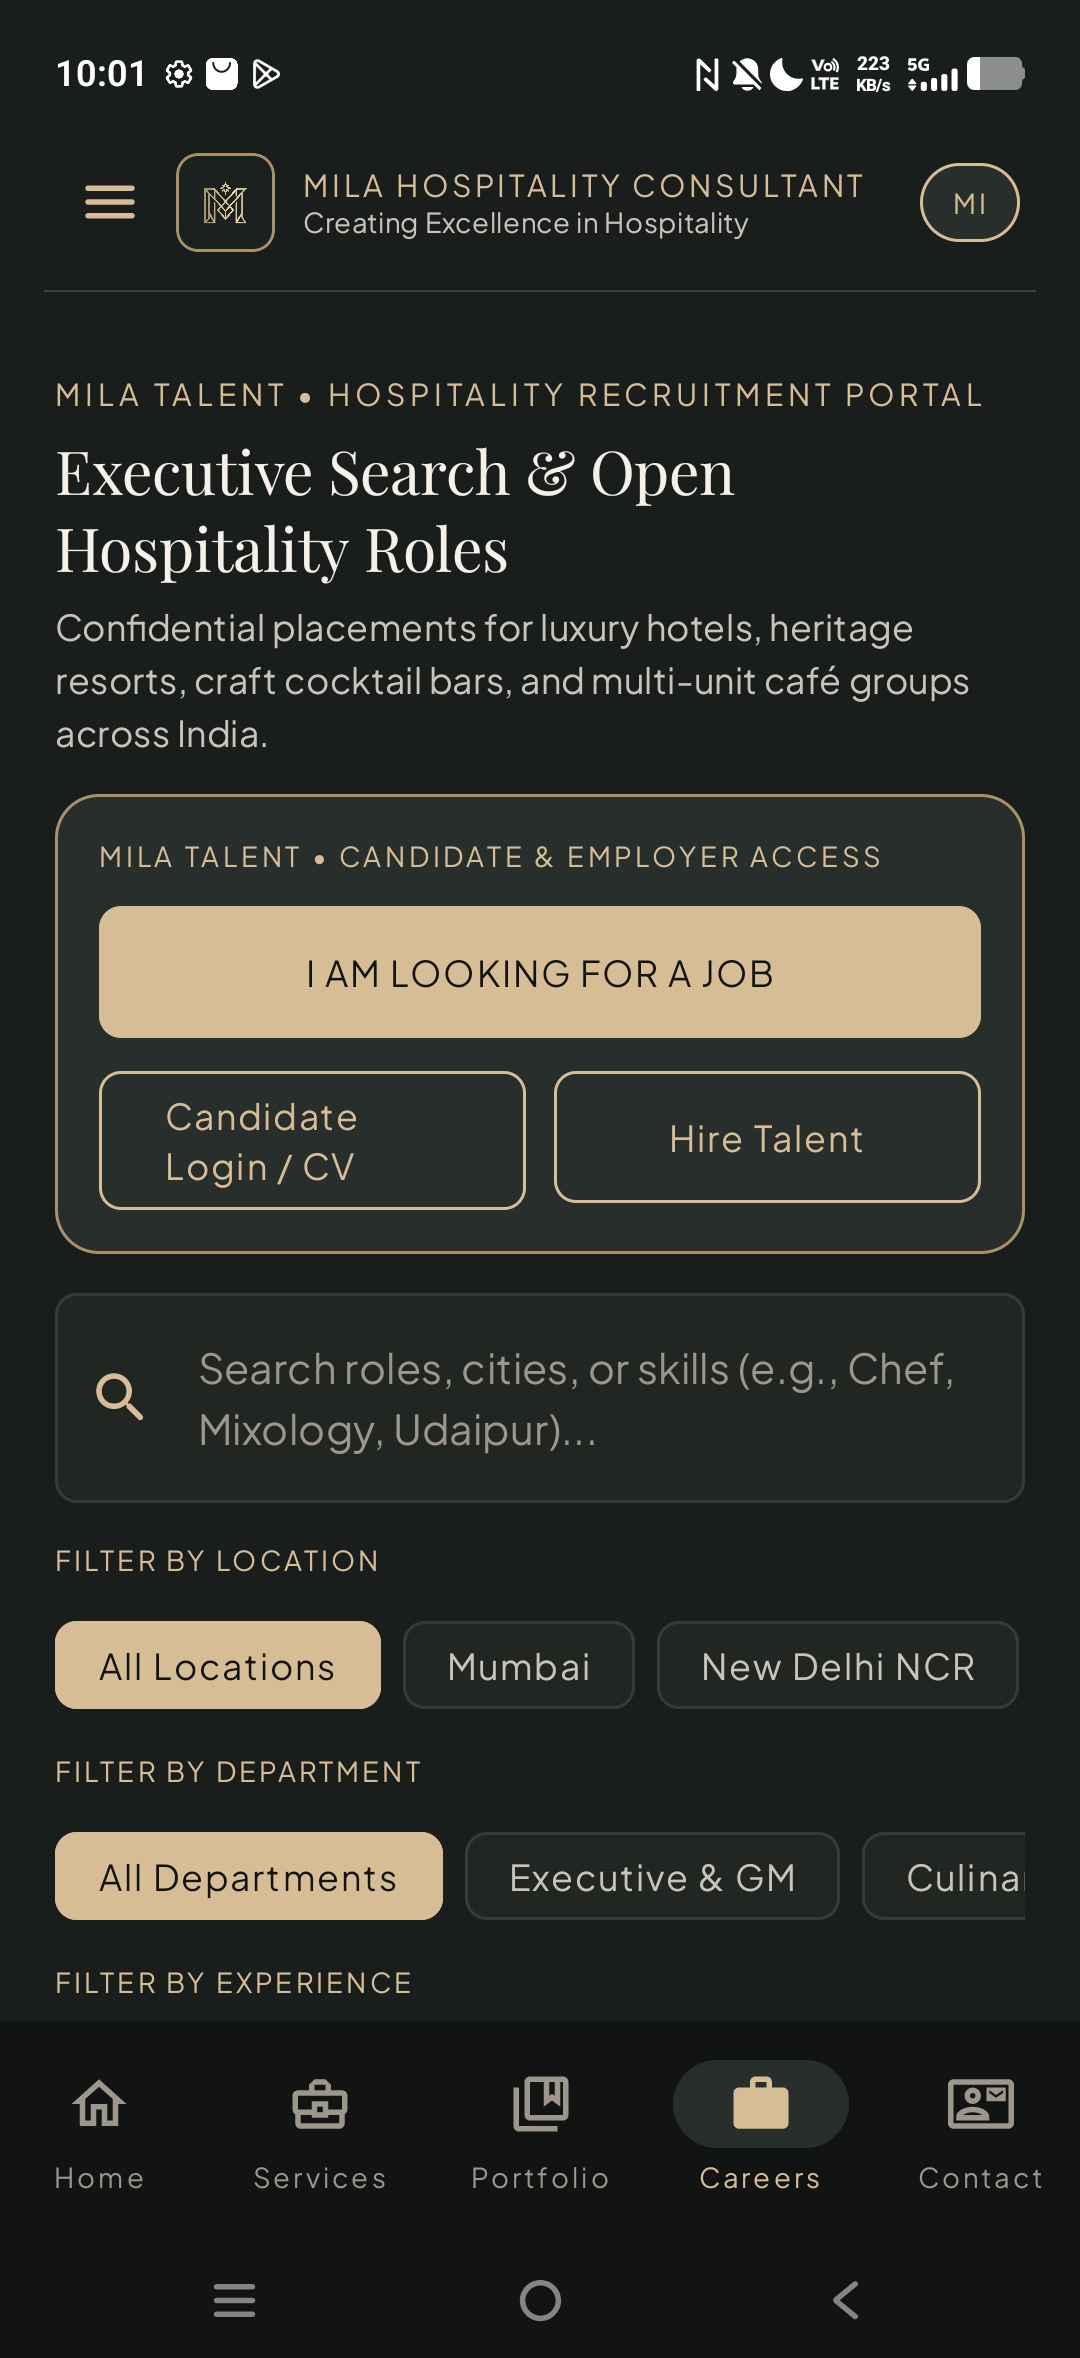 10:01
Vo) LTE
223 KB/s
5G
M
MILA HOSPITALITY CONSULTANT
Creating Excellence in Hospitality
MI
MILA TALENT • HOSPITALITY RECRUITMENT PORTAL
Executive Search & Open
Hospitality Roles
Confidential placements for luxury hotels, heritage
resorts, craft cocktail bars, and multi-unit café groups
across India.
MILA TALENT • CANDIDATE & EMPLOYER ACCESS
I AM LOOKING FOR A JOB
Candidate
Login / CV
Hire Talent
Search roles, cities, or skills (e.g., Chef,
Mixology, Udaipur)...
FILTER BY LOCATION
All Locations
Mumbai
New Delhi NCR
FILTER BY DEPARTMENT
All Departments
Executive & GM
Culinar
FILTER BY EXPERIENCE
Home
Services
Portfolio
Careers
Contact